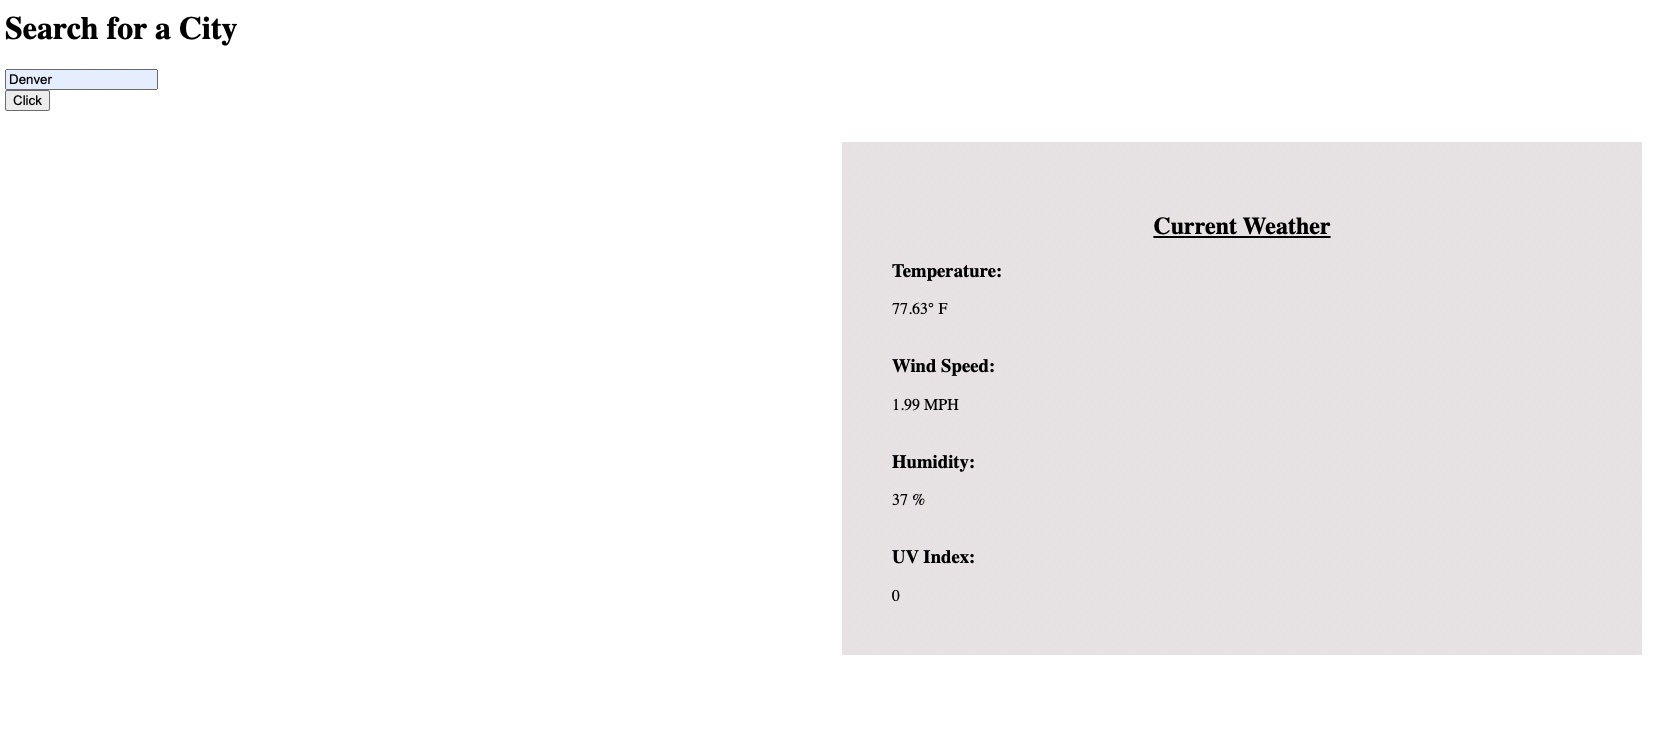 Search for a City
Denver
Click
Current Weather
Temperature:
77.63° F
Wind Speed:
1.99 MPH
Humidity:
37 %
UV Index:
0